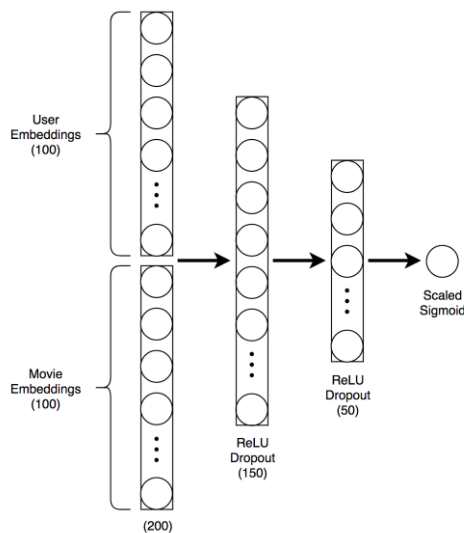 User
Embeddings
(100)
Movie
Embeddings
(100)
(200)
ReLU
Dropout
(150)
ReLU
Dropout
(50)
Scaled
Sigmoid